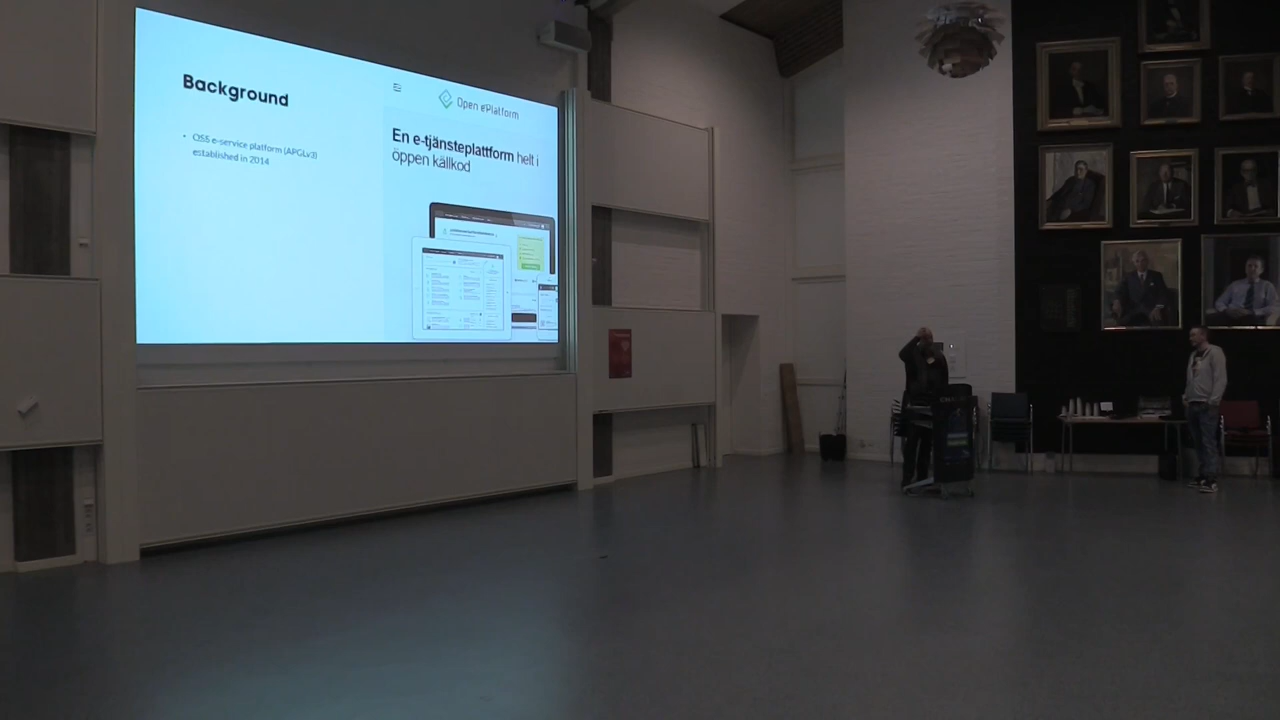 Background
• OSS e-service platform (APGLv3)
established in 2014
Open ePlatform
En e-tjänsteplattform helt i
öppen källkod